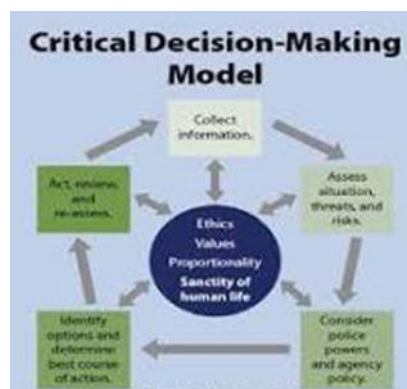 Critical Decision-Making
Model
Collect
information.
Assess
situation,
threats, and
risks.
Consider
police
powers
and agency
policy.
Identify
options and
determine
best course
of action.
Act, review,
and
re-assess.
Ethics
Values
Proportionality
Sanctity of
human life